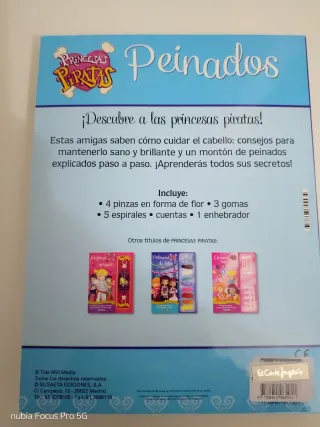 PRINCESAS
PIRATAS
Peinados
¡Descubre a las princesas piratas!
Estas amigas saben cómo cuidar el cabello: consejos para
mantenerlo sano y brillante y un montón de peinados
explicados paso a paso. ¡Aprenderás todos sus secretos!
Incluye:
• 4 pinzas en forma de flor • 3 gomas
• 5 espirales • cuentas • 1 enhebrador
Otros títulos de PRINCESAS PIRATAS:
© Tide Mill Media
Todos los derechos reservados.
© SUSAETA EDICIONES, S.A.
C/ Campezo, 13 - 28022 Madrid
El Corte Inglés
nubia Focus Pro 5G